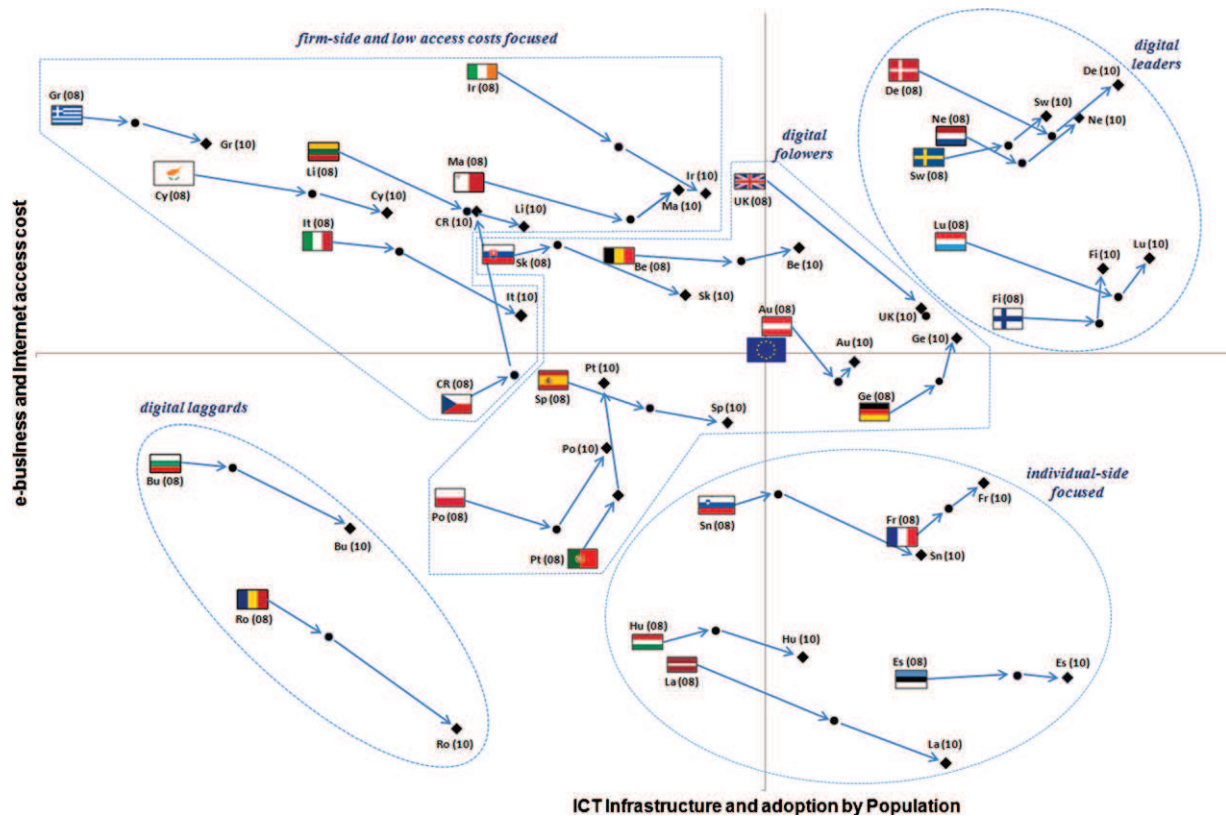 firm-side and low access costs focused
digital
leaders
Ir (08)
De (08)
De (10)
Gr (08)
Gr (10)
Sw (10)
Ne (08)
Ne (10)
Sw (08)
digital
folowers
Li (08)
Ma (08)
Cy (08)
Cy (10)
Ir (10)
Ma (10)
UK (08)
CR (10)
Li (10)
It (08)
Sk (08)
Be (08)
Be (10)
Sk (10)
It (10)
Lu (08)
Lu (10)
Fi (10)
Fi (08)
UK (10)
Au (08)
Au (10)
Ge (10)
Ge (08)
e-business and Internet access cost
CR (08)
Pt (10)
Sp (08)
Sp (10)
digital laggards
Bu (08)
Bu (10)
Po (10)
Po (08)
Pt (08)
individual-side
focused
Sn (08)
Fr (10)
Fr (08)
Sn (10)
Ro (08)
Ro (10)
Hu (08)
Hu (10)
La (08)
La (10)
Es (08)
Es (10)
ICT Infrastructure and adoption by Population